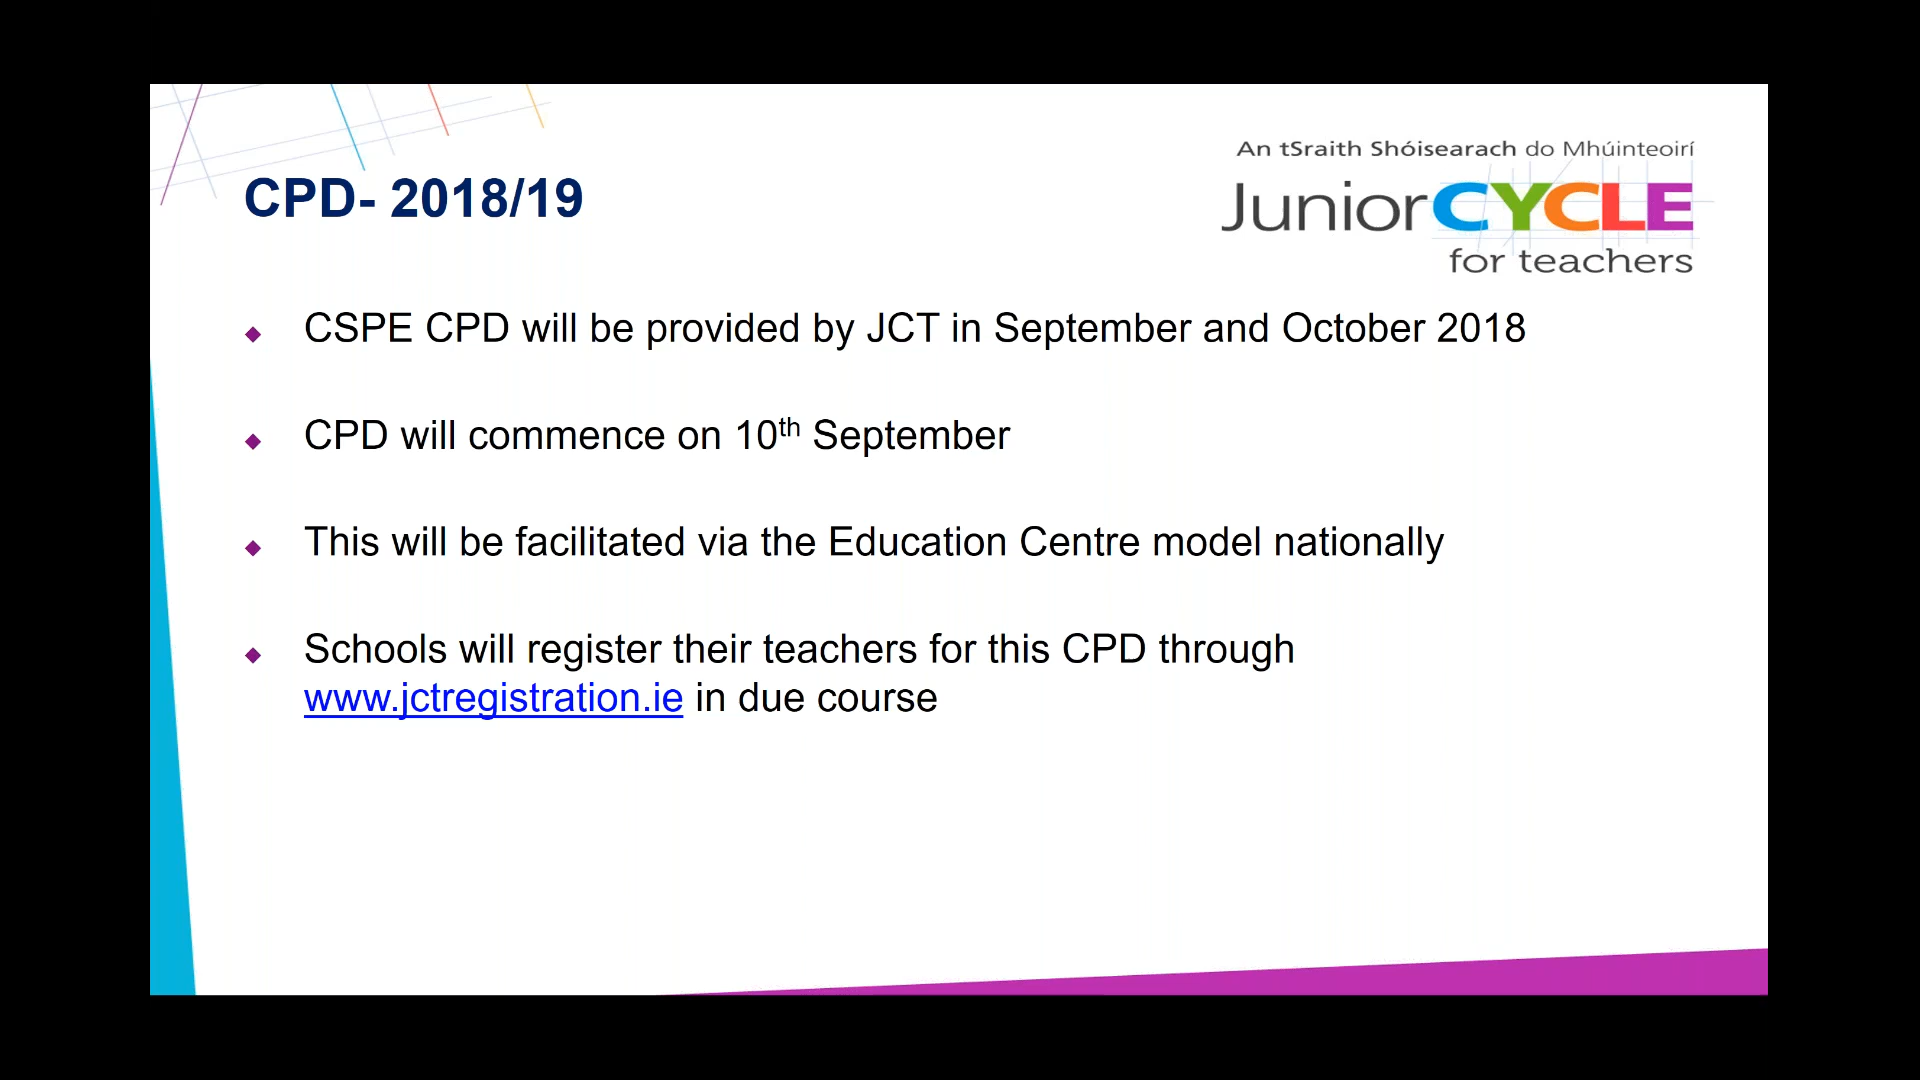 An tSraith Shóisearach do Mhúinteoirí
JuniorCYCLE
for teachers
CPD- 2018/19
CSPE CPD will be provided by JCT in September and October 2018
CPD will commence on 10th September
This will be facilitated via the Education Centre model nationally
Schools will register their teachers for this CPD through
www.jctregistration.ie in due course